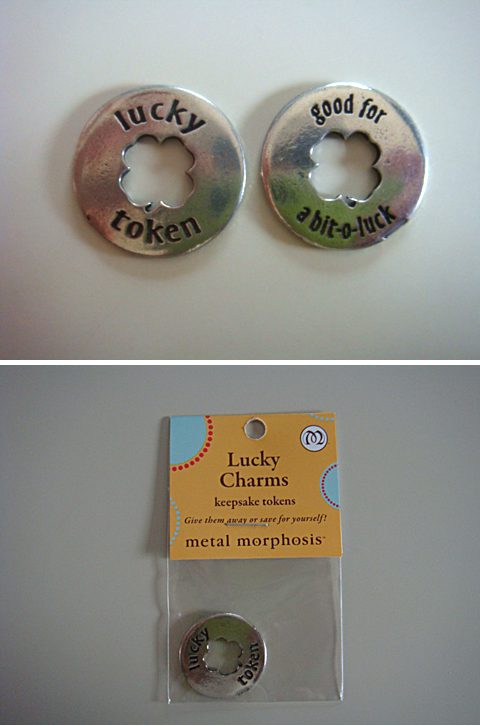 lucky
token
good for
a bit-o-luck
Lucky
Charms
keepsake tokens
Give them away or save for yourself!
metal morphosis™
lucky
token